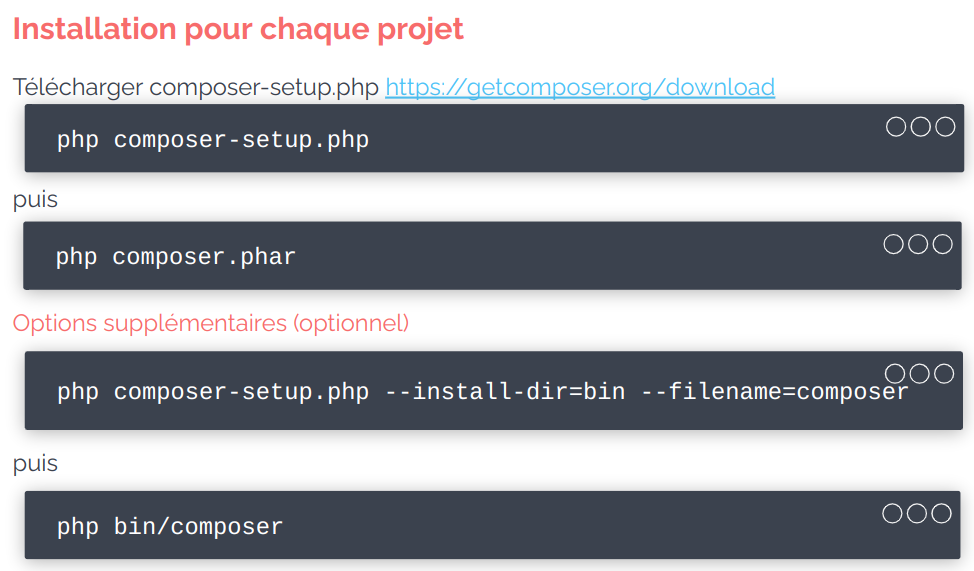 Installation pour chaque projet
Télécharger composer-setup.php https://getcomposer.org/download
php composer-setup.php
puis
php composer.phar
Options supplémentaires (optionnel)
php composer-setup.php --install-dir=bin --filename=composer
puis
php bin/composer